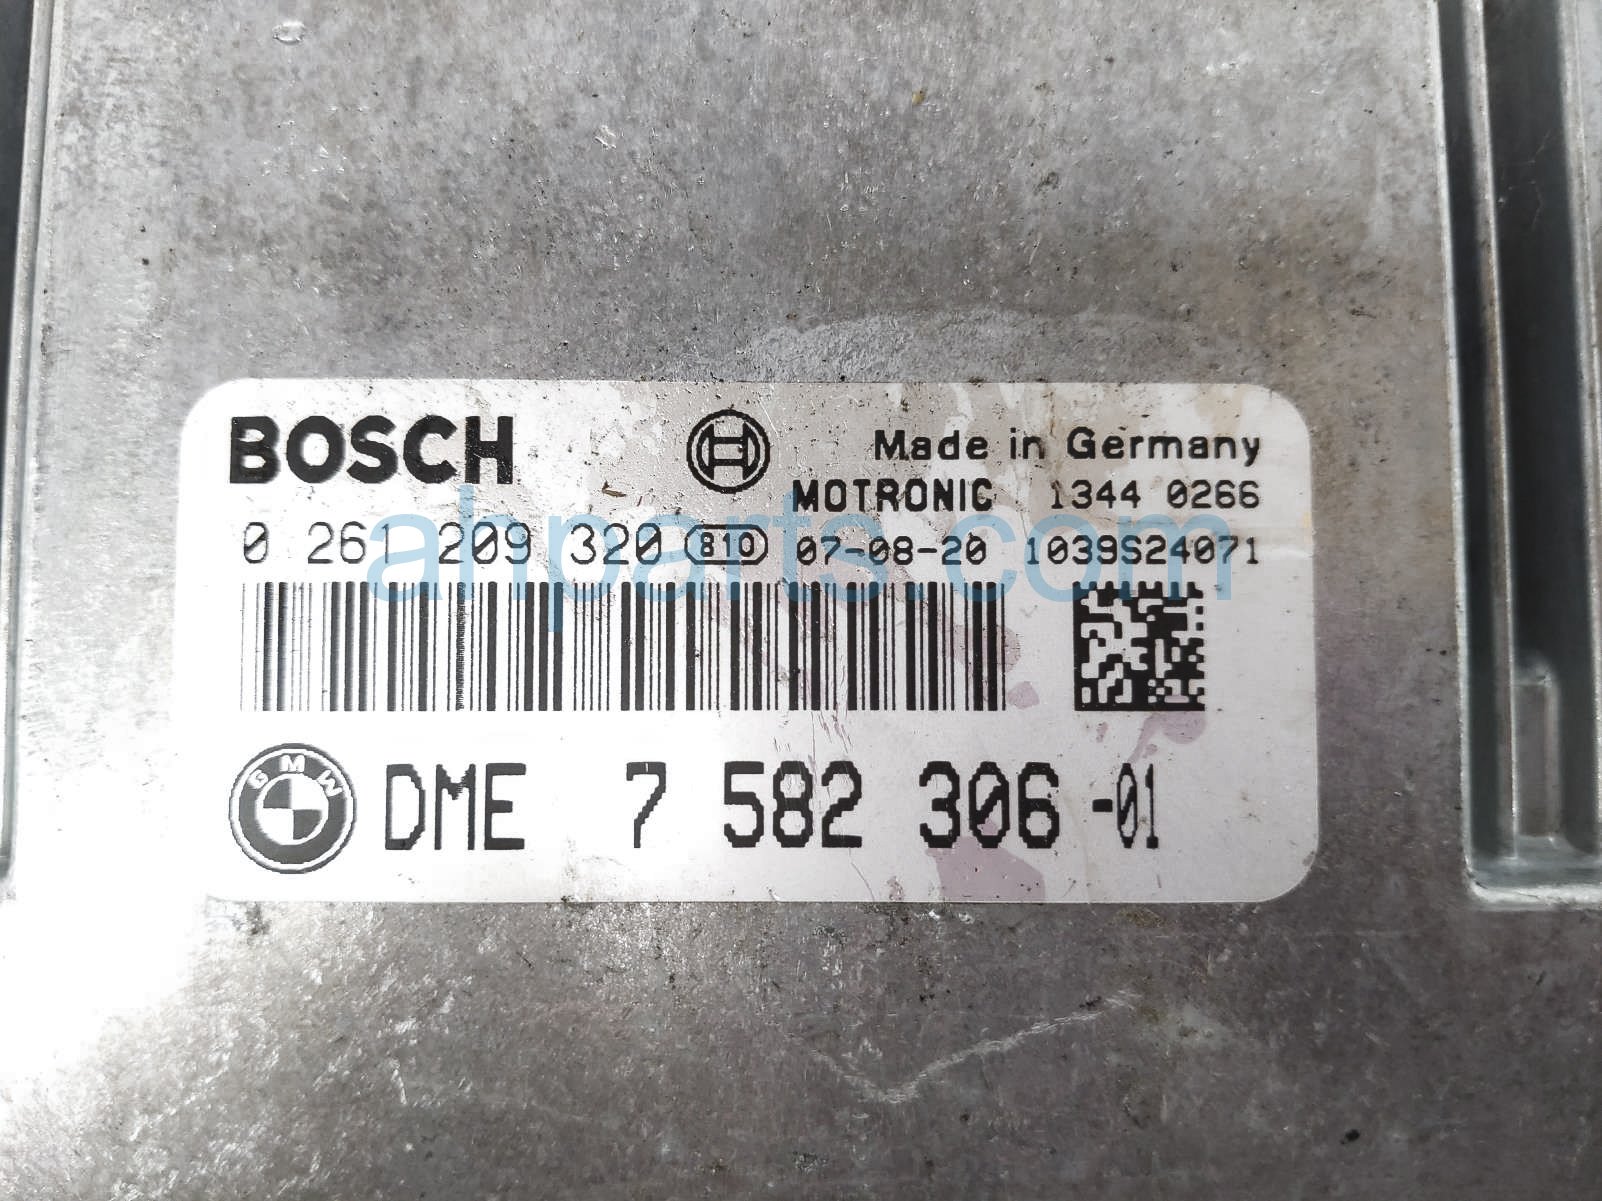 BOSCH
Made in Germany
MOTRONIC 1344 0266
0 261 209 320 810 07-08-20 1039S24071
BMW DME 7 582 306 -01
ahparts.com